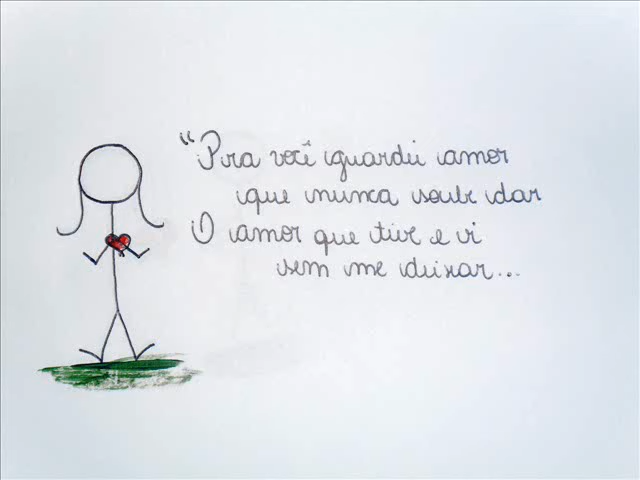 "Pra você guardei amor
que nunca soube dar
O amor que tive e vi
sem me deixar...